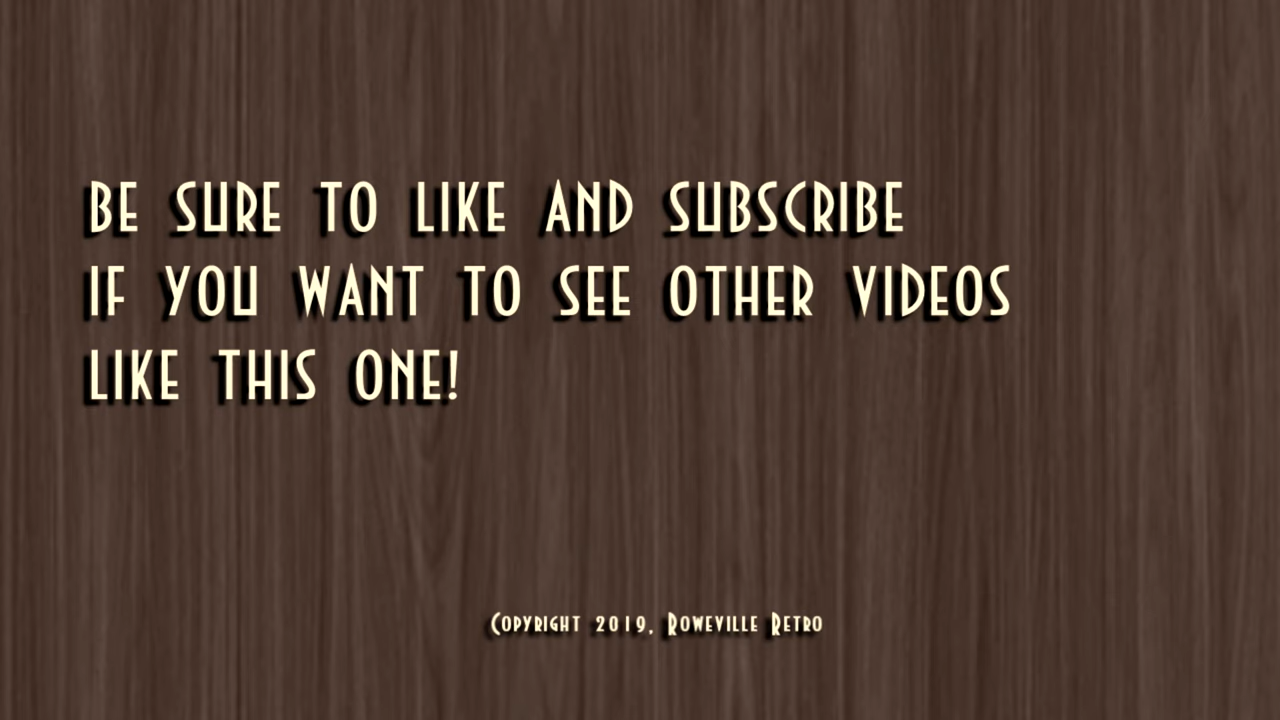 BE SURE TO LIKE AND SUBSCRIBE
IF YOU WANT TO SEE OTHER VIDEOS
LIKE THIS ONE!
Copyright 2019, Roweville Retro